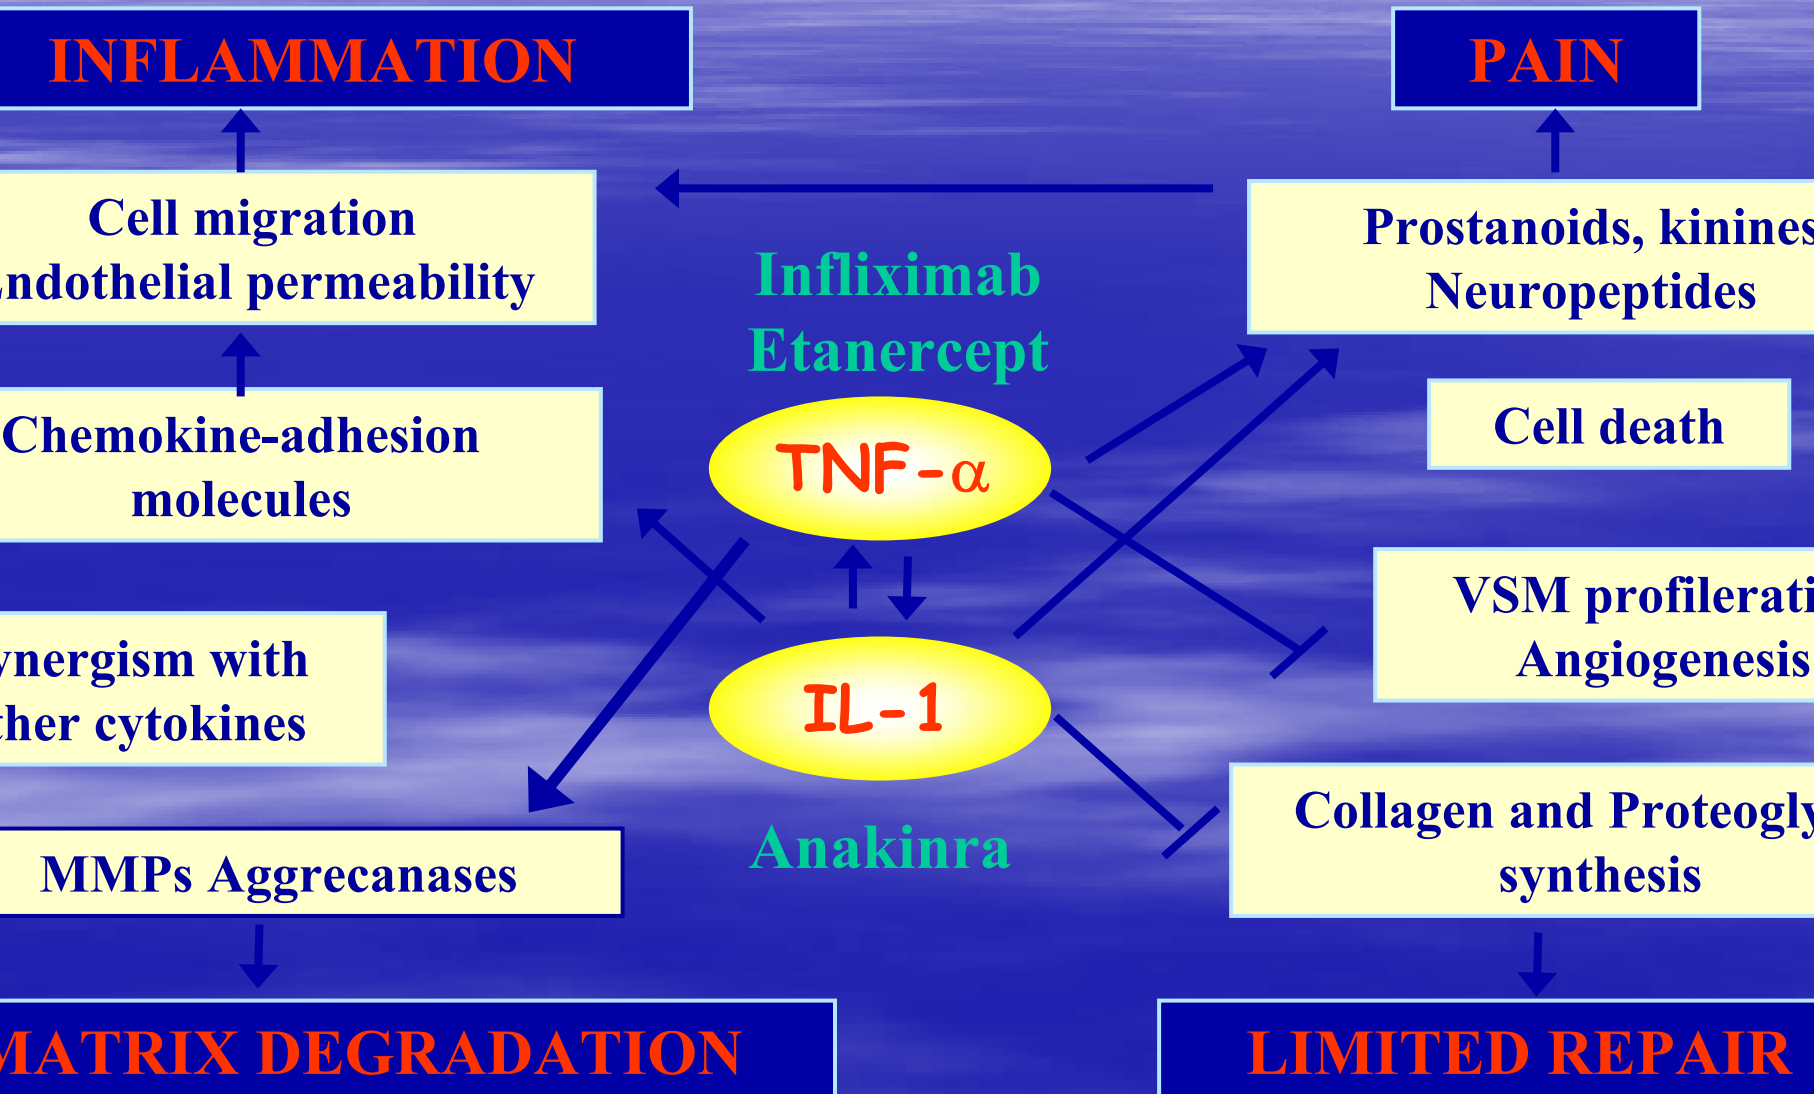 INFLAMMATION
PAIN
Cell migration
Endothelial permeability
Prostanoids, kinines
Neuropeptides
Infliximab
Etanercept
Chemokine-adhesion
molecules
TNF-α
Cell death
VSM profilerati
Angiogenesis
ynergism with
ther cytokines
IL-1
Collagen and Proteogly
synthesis
MMPs Aggrecanases
Anakinra
MATRIX DEGRADATION
LIMITED REPAIR